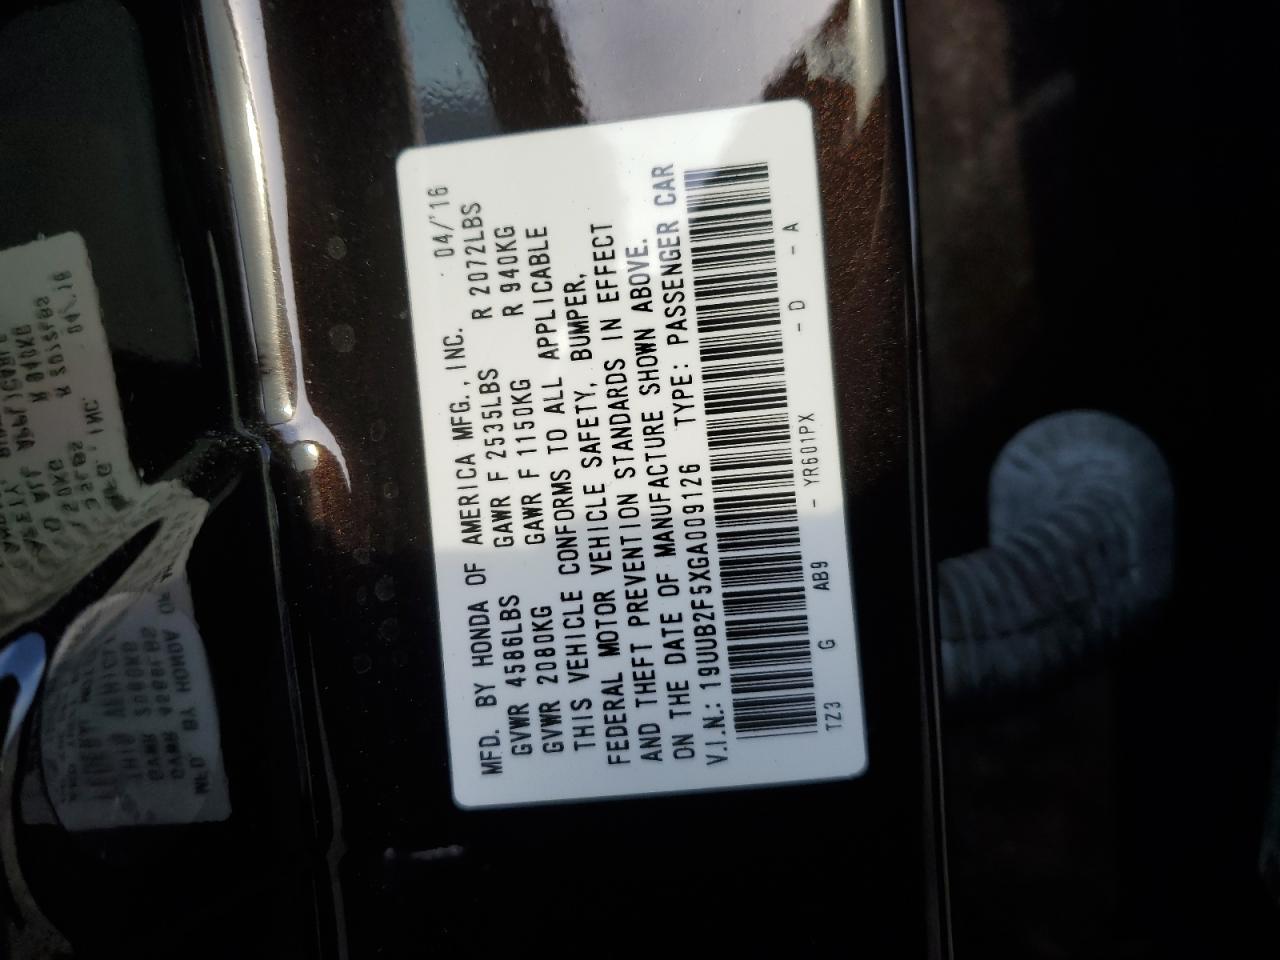 MFD. BY HONDA OF AMERICA MFG., INC. 04/'16
GVWR 4586LBS GAWR F 2535LBS R 2072LBS
GVWR 2080KG GAWR F 1150KG R 940KG
THIS VEHICLE CONFORMS TO ALL APPLICABLE
FEDERAL MOTOR VEHICLE SAFETY, BUMPER,
AND THEFT PREVENTION STANDARDS IN EFFECT
ON THE DATE OF MANUFACTURE SHOWN ABOVE.
V.I.N.: 19UUB2F5XGA009126 TYPE: PASSENGER CAR
TZ3 G AB9 - YR601PX - D - A